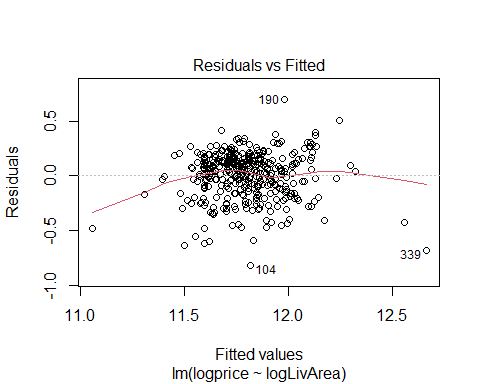 Residuals vs Fitted
Residuals
0.5
0.0
-0.5
-1.0
190
104
339
11.0 11.5 12.0 12.5
Fitted values
lm(logprice ~ logLivArea)